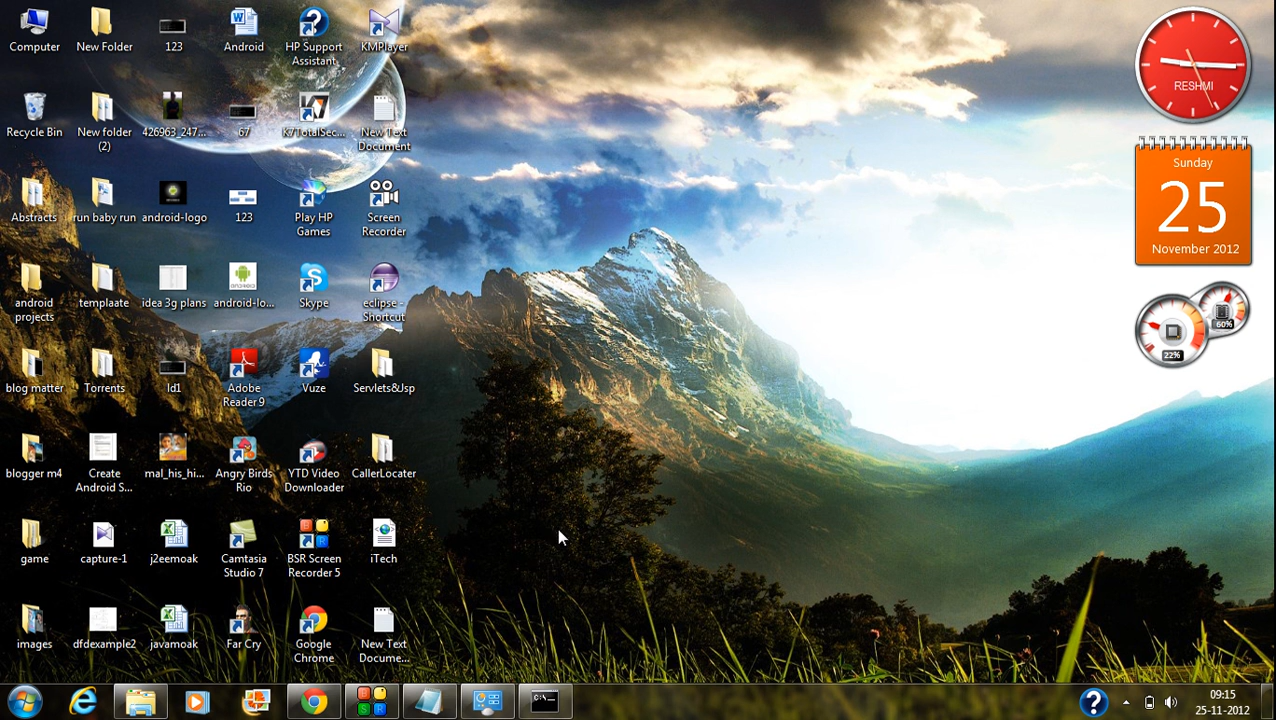 Computer
New Folder
123
Android
HP Support
Assistant
KMPlayer
Recycle Bin
New folder
(2)
426963_247...
67
K7TotalSec...
New Text
Document
Abstracts
run baby run
android-logo
123
Play HP
Games
Screen
Recorder
android
projects
templaate
idea 3g plans
android-lo...
Skype
eclipse -
Shortcut
blog matter
Torrents
Adobe
Reader 9
Vuze
Servlets&Jsp
blogger m4
Create
Android S...
mal_his_hi...
Angry Birds
Rio
YTD Video
Downloader
CallerLocater
game
capture-1
j2eemoak
Camtasia
Studio 7
BSR Screen
Recorder 5
iTech
images
dfdexample2
javamoak
Far Cry
Google
Chrome
New Text
Docume...
RESHMI
Sunday
25
November 2012
60%
22%
C:\
09:15
25-11-2012